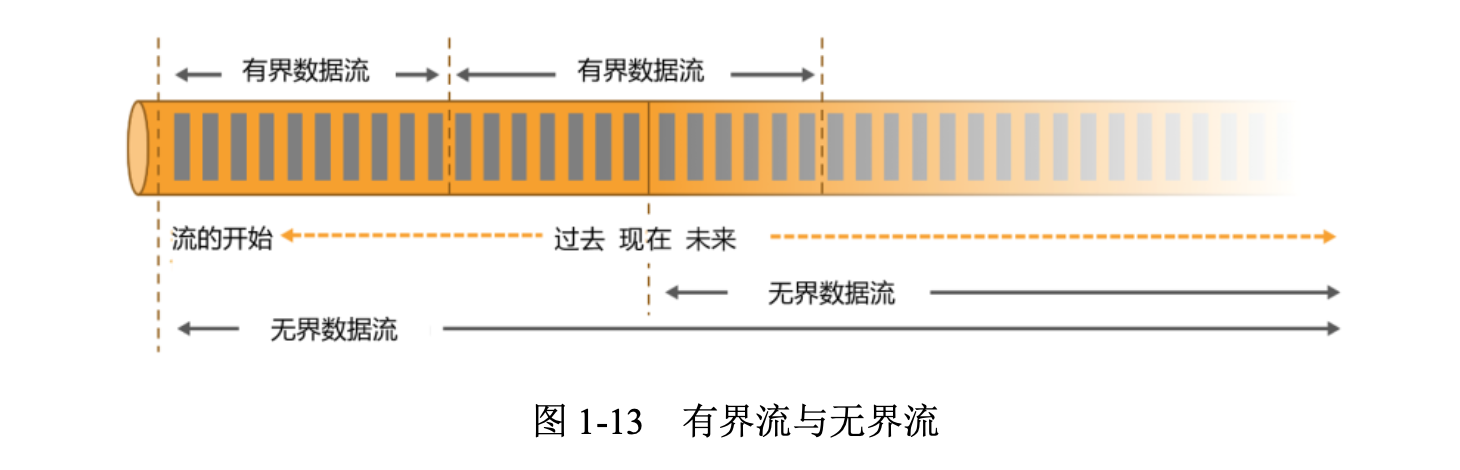 有界数据流 有界数据流
流的开始 过去 现在 未来
无界数据流
无界数据流
图 1-13 有界流与无界流